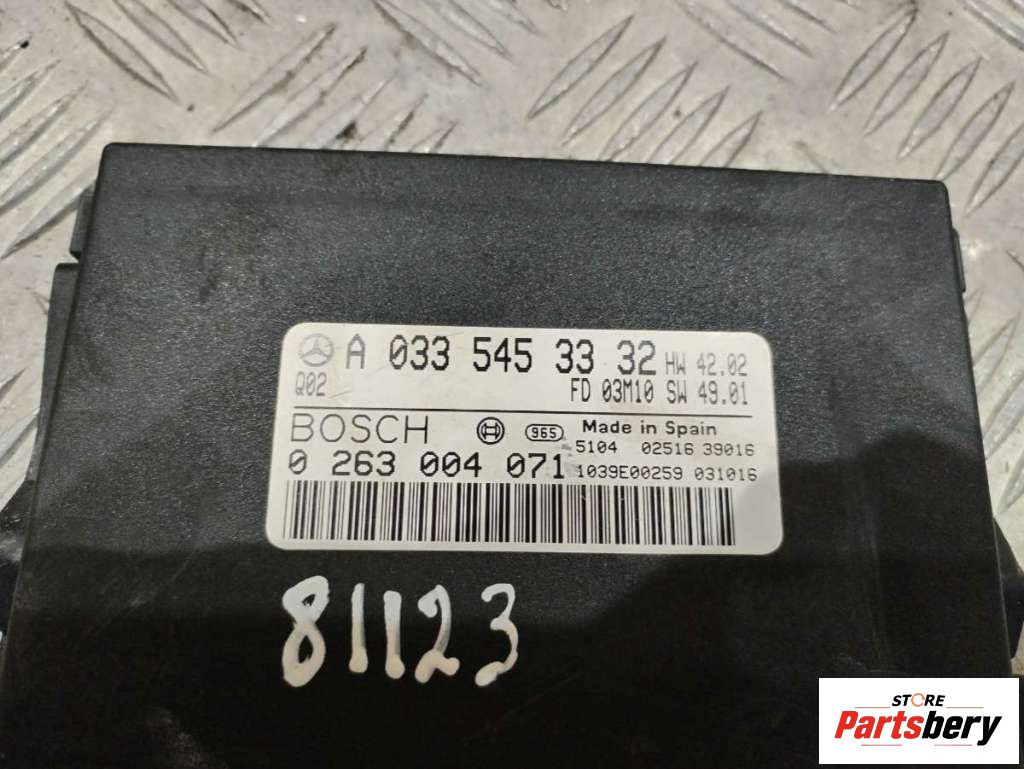 A 033 545 33 32 HW 42.02
Q02 FD 03M10 SW 49.01
BOSCH 965 Made in Spain
5104 02516 39016
0 263 004 071 1039E00259 031016
81123
STORE
Partsbery